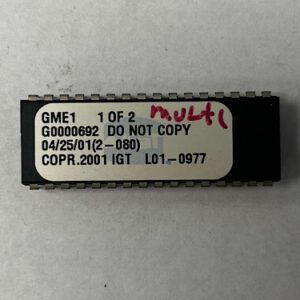 GME1 1 OF 2 multi
G0000692 DO NOT COPY
04/25/01(2-080)
COPR.2001 IGT L01-0977